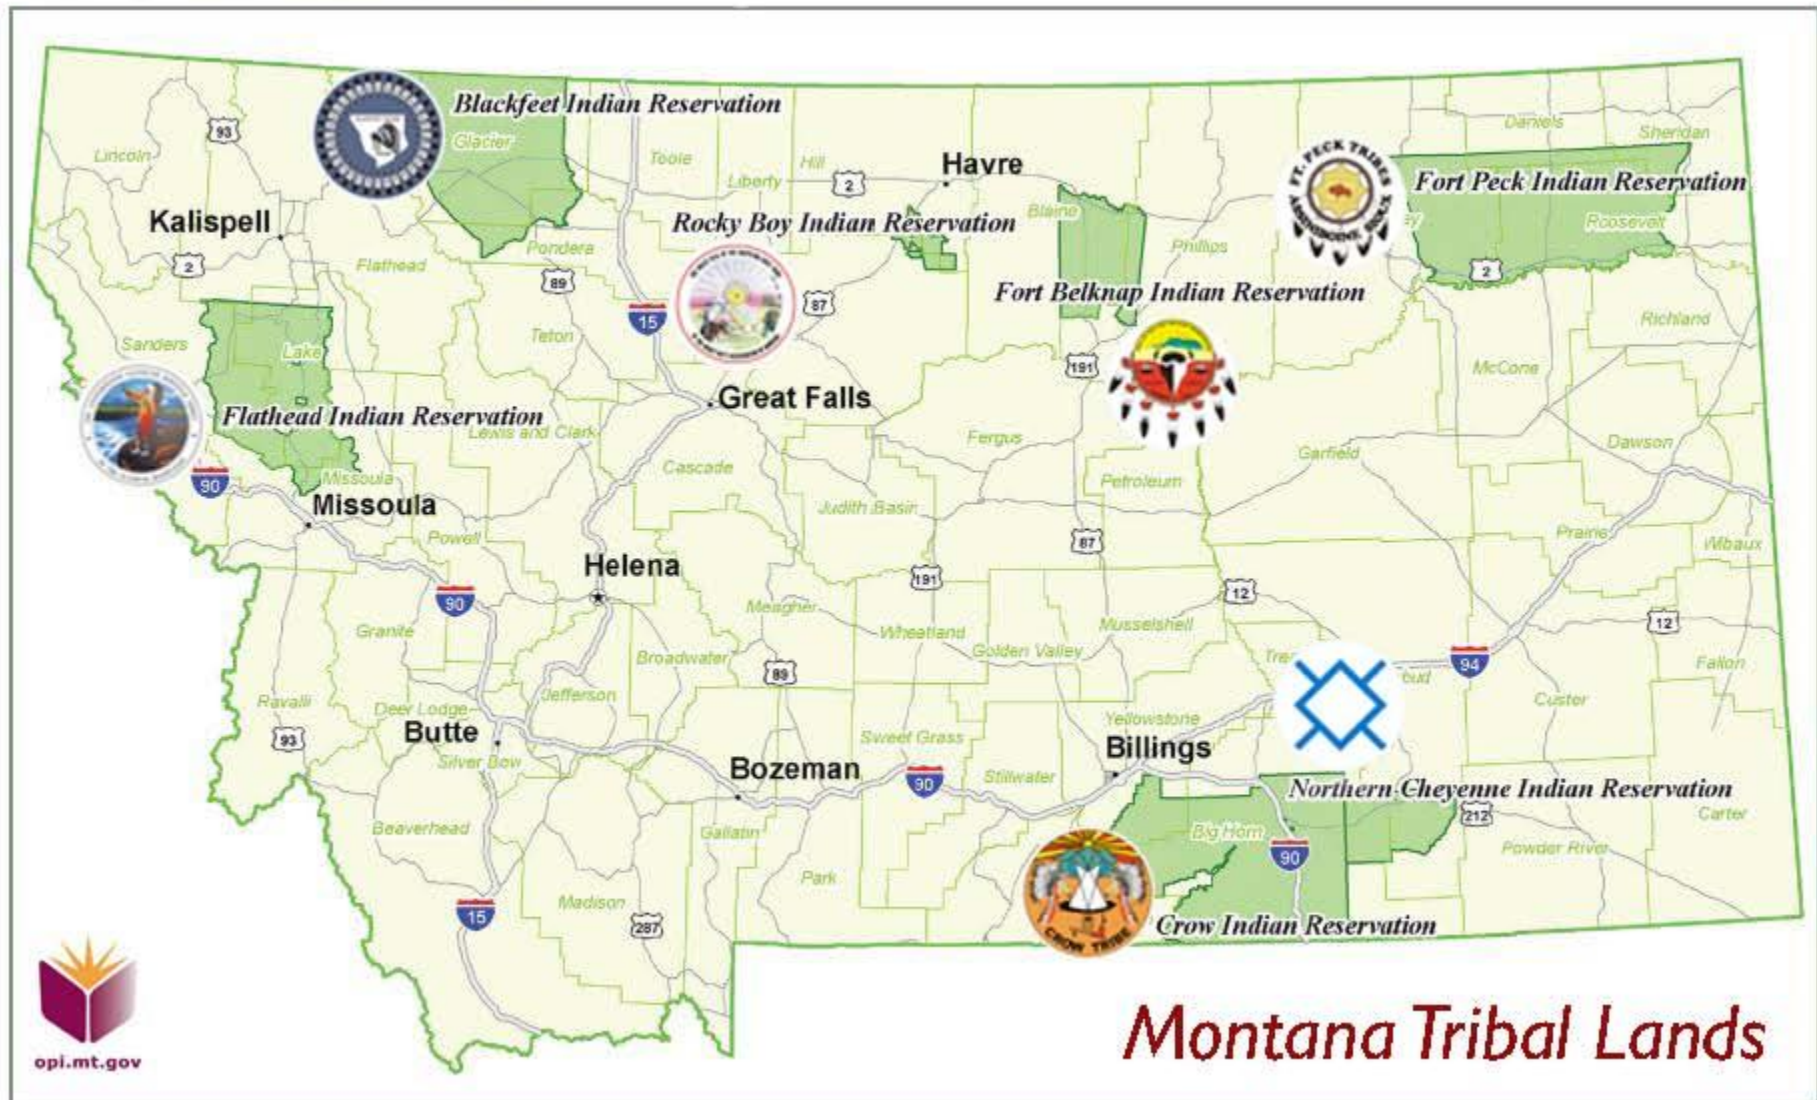 Blackfeet Indian Reservation
Glacier
93
Lincoln
Toole
Hill
Liberty
2
Havre
Daniels
Sheridan
FT. PECK TRIBES
ASSINIBOINE, SIOUX
Fort Peck Indian Reservation
Roosevelt
2
Kalispell
2
Rocky Boy Indian Reservation
Blaine
Phillips
Pondera
Flathead
89
87
15
Fort Belknap Indian Reservation
Richland
Sanders
Lake
Teton
191
McCone
Great Falls
Flathead Indian Reservation
Lewis and Clark
Fergus
Dawson
Garfield
Cascade
90
Missoula
Petroleum
Missoula
Judith Basin
Powell
87
Prairie
Wibaux
Helena
191
90
12
Meagher
12
Granite
Wheatland
Musselshell
Golden Valley
Broadwater
89
94
Fallon
Ravalli
Jefferson
Custer
Deer Lodge
Yellowstone
Butte
93
Sweet Grass
Billings
Silver Bow
Bozeman
90
Stillwater
Northern Cheyenne Indian Reservation
212
Carter
Beaverhead
Gallatin
Big Horn
90
Powder River
Park
Madison
15
287
CROW TRIBE
Crow Indian Reservation
opi.mt.gov
Montana Tribal Lands